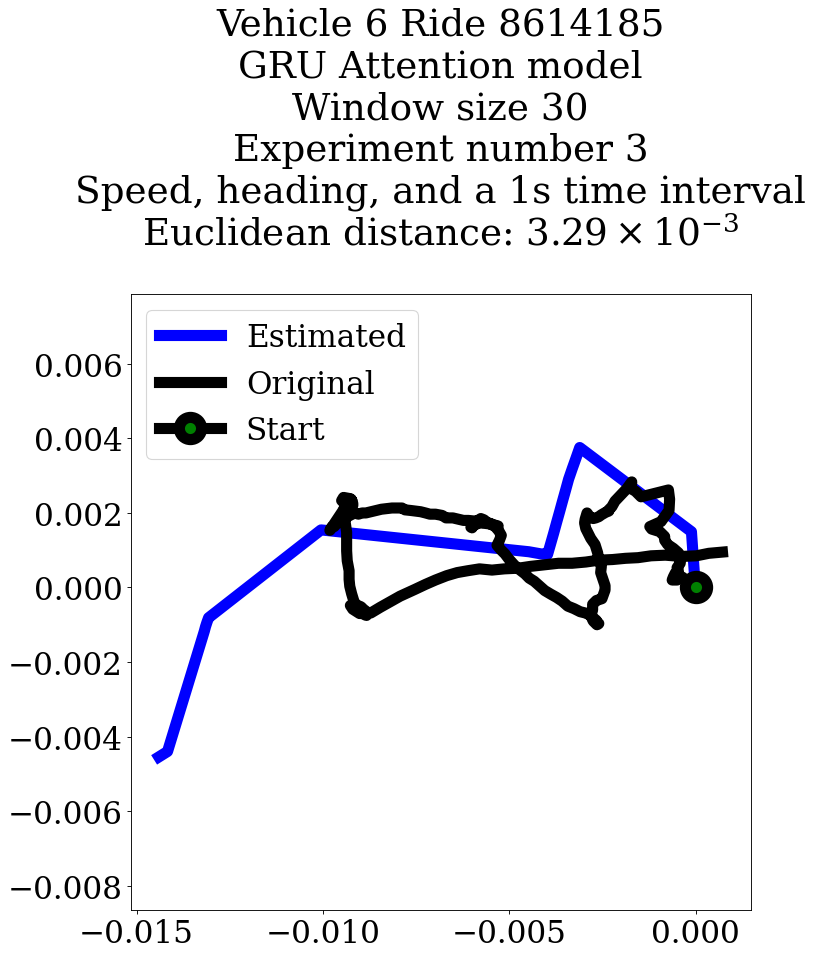 Vehicle 6 Ride 8614185
GRU Attention model
Window size 30
Experiment number 3
Speed, heading, and a 1s time interval
Euclidean distance: 3.29 × 10⁻³
Estimated
Original
Start
0.006
0.004
0.002
0.000
−0.002
−0.004
−0.006
−0.008
−0.015 −0.010 −0.005 0.000